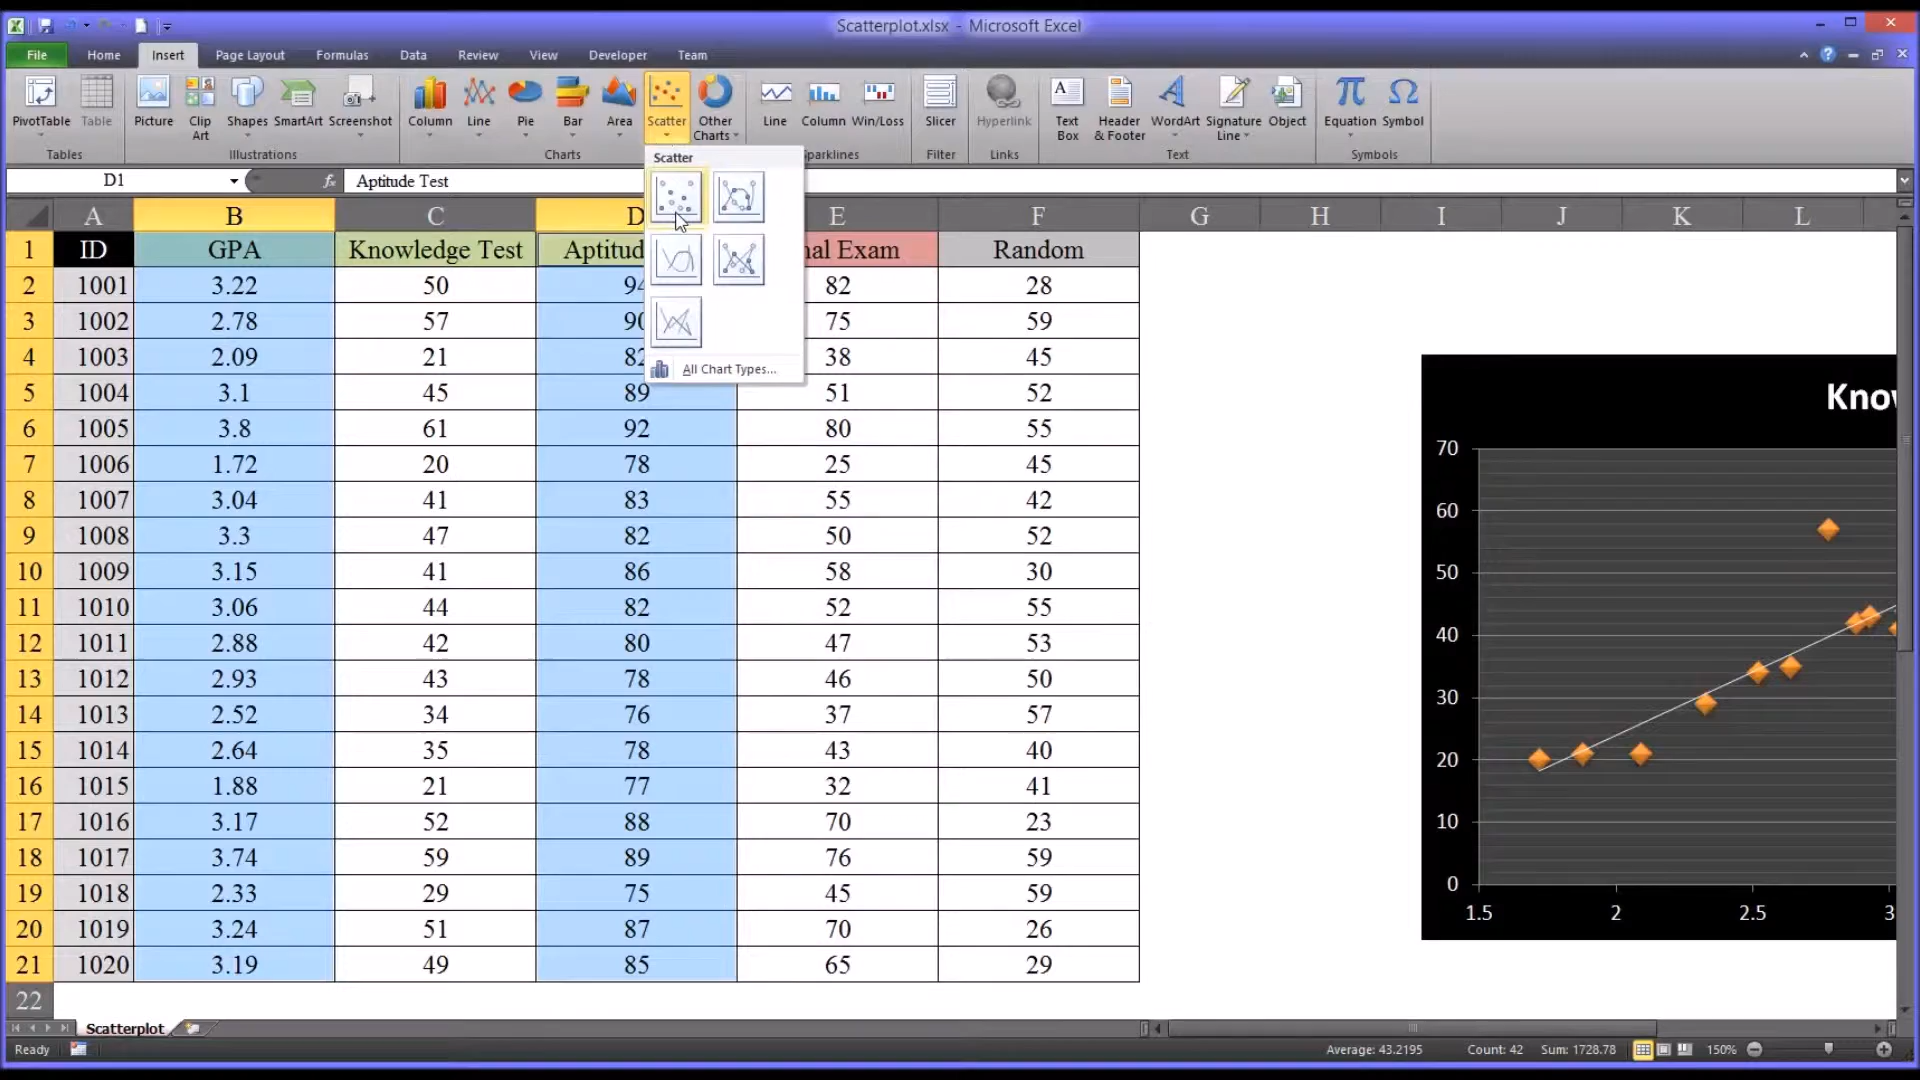 Scatterplot.xlsx - Microsoft Excel
File Home Insert Page Layout Formulas Data Review View Developer Team
PivotTable Table Picture Clip Art Shapes SmartArt Screenshot Column Line Pie Bar Area Scatter Other Charts Line Column Win/Loss Slicer Hyperlink Text Box Header & Footer WordArt Signature Line Equation Symbol Object
Tables Illustrations Charts Sparklines Filter Links Text Symbols
Scatter
All Chart Types...
D1 fx Aptitude Test
A B C D E F G H I J K L
1 ID GPA Knowledge Test Aptitud nal Exam Random
2 1001 3.22 50 94 82 28
3 1002 2.78 57 90 75 59
4 1003 2.09 21 82 38 45
5 1004 3.1 45 89 51 52
6 1005 3.8 61 92 80 55
7 1006 1.72 20 78 25 45
8 1007 3.04 41 83 55 42
9 1008 3.3 47 82 50 52
10 1009 3.15 41 86 58 30
11 1010 3.06 44 82 52 55
12 1011 2.88 42 80 47 53
13 1012 2.93 43 78 46 50
14 1013 2.52 34 76 37 57
15 1014 2.64 35 78 43 40
16 1015 1.88 21 77 32 41
17 1016 3.17 52 88 70 23
18 1017 3.74 59 89 76 59
19 1018 2.33 29 75 45 59
20 1019 3.24 51 87 70 26
21 1020 3.19 49 85 65 29
22
Know
70
60
50
40
30
20
10
0
1.5 2 2.5 3
Scatterplot
Ready Average: 43.2195 Count: 42 Sum: 1728.78 150%